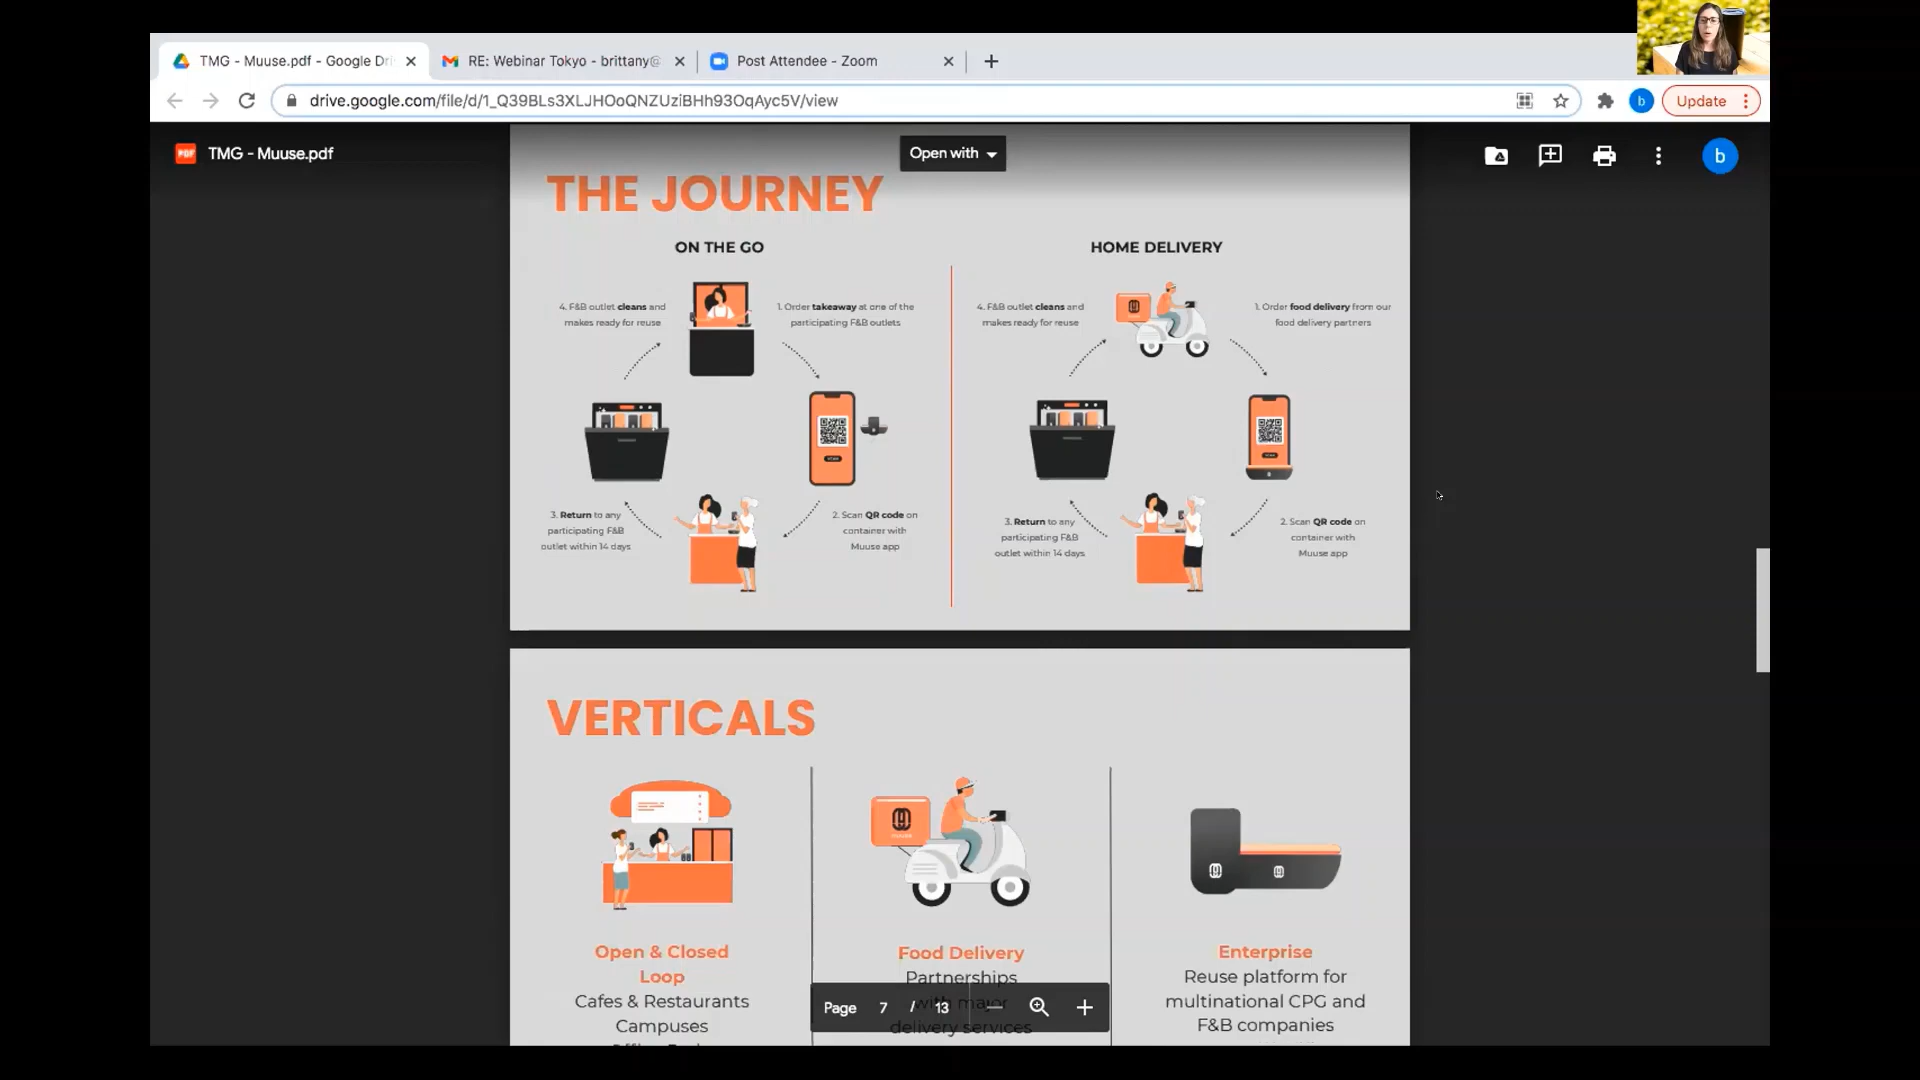 TMG - Muuse.pdf - Google Dri
RE: Webinar Tokyo - brittany@
Post Attendee - Zoom
drive.google.com/file/d/1_Q39BLs3XLJHOoQNZUziBHh93OqAyc5V/view
b
Update
PDF
TMG - Muuse.pdf
Open with
b
THE JOURNEY
ON THE GO
4. F&B outlet cleans and
makes ready for reuse
1. Order takeaway at one of the
participating F&B outlets
3. Return to any
participating F&B
outlet within 14 days
2. Scan QR code on
container with
Muuse app
HOME DELIVERY
4. F&B outlet cleans and
makes ready for reuse
1. Order food delivery from our
food delivery partners
3. Return to any
participating F&B
outlet within 14 days
2. Scan QR code on
container with
Muuse app
VERTICALS
Open & Closed
Loop
Cafes & Restaurants
Campuses
Food Delivery
Partnerships
with major
delivery services
Enterprise
Reuse platform for
multinational CPG and
F&B companies
Page 7 / 13